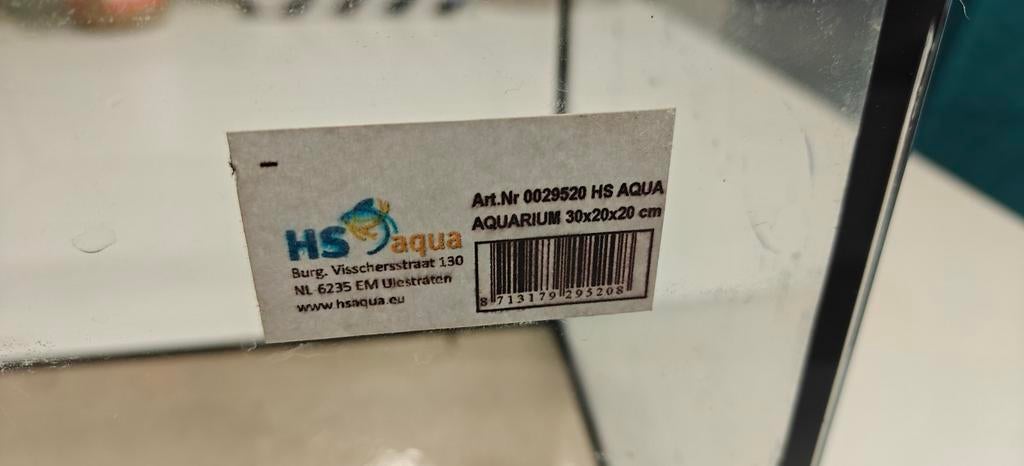 HS aqua
Burg. Visschersstraat 130
NL 6235 EM Ulestraten
www.hsaqua.eu
Art.Nr 0029520 HS AQUA
AQUARIUM 30x20x20 cm
8 713179 295208